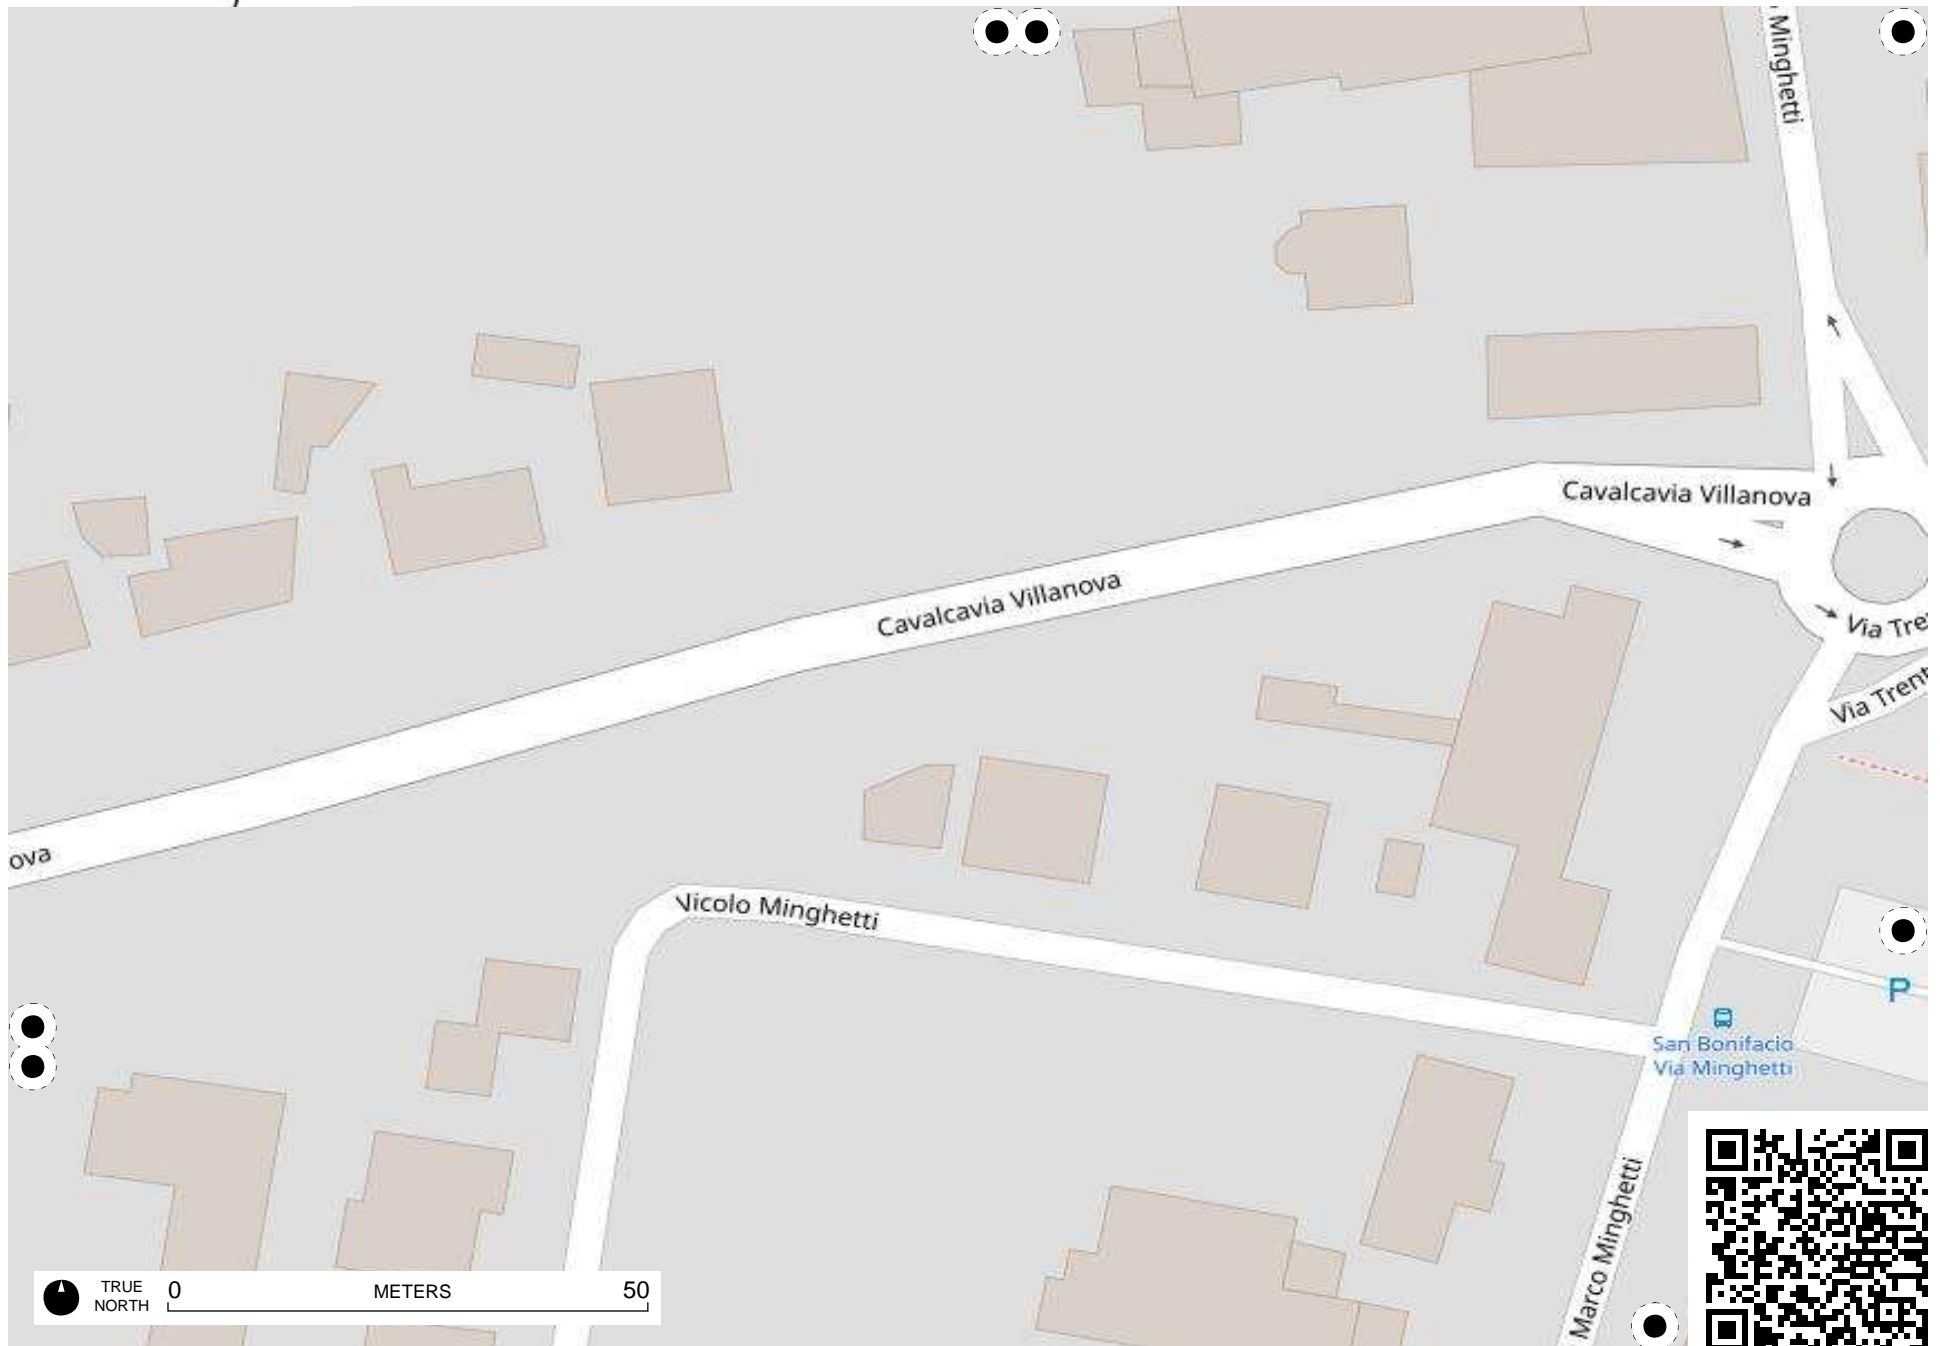 Minghetti
Cavalcavia Villanova
Cavalcavia Villanova
Via Tre
Via Trent
ova
Nicolo Minghetti
P
San Bonifacio
Via Minghetti
Marco Minghetti
TRUE
NORTH
0 METERS 50